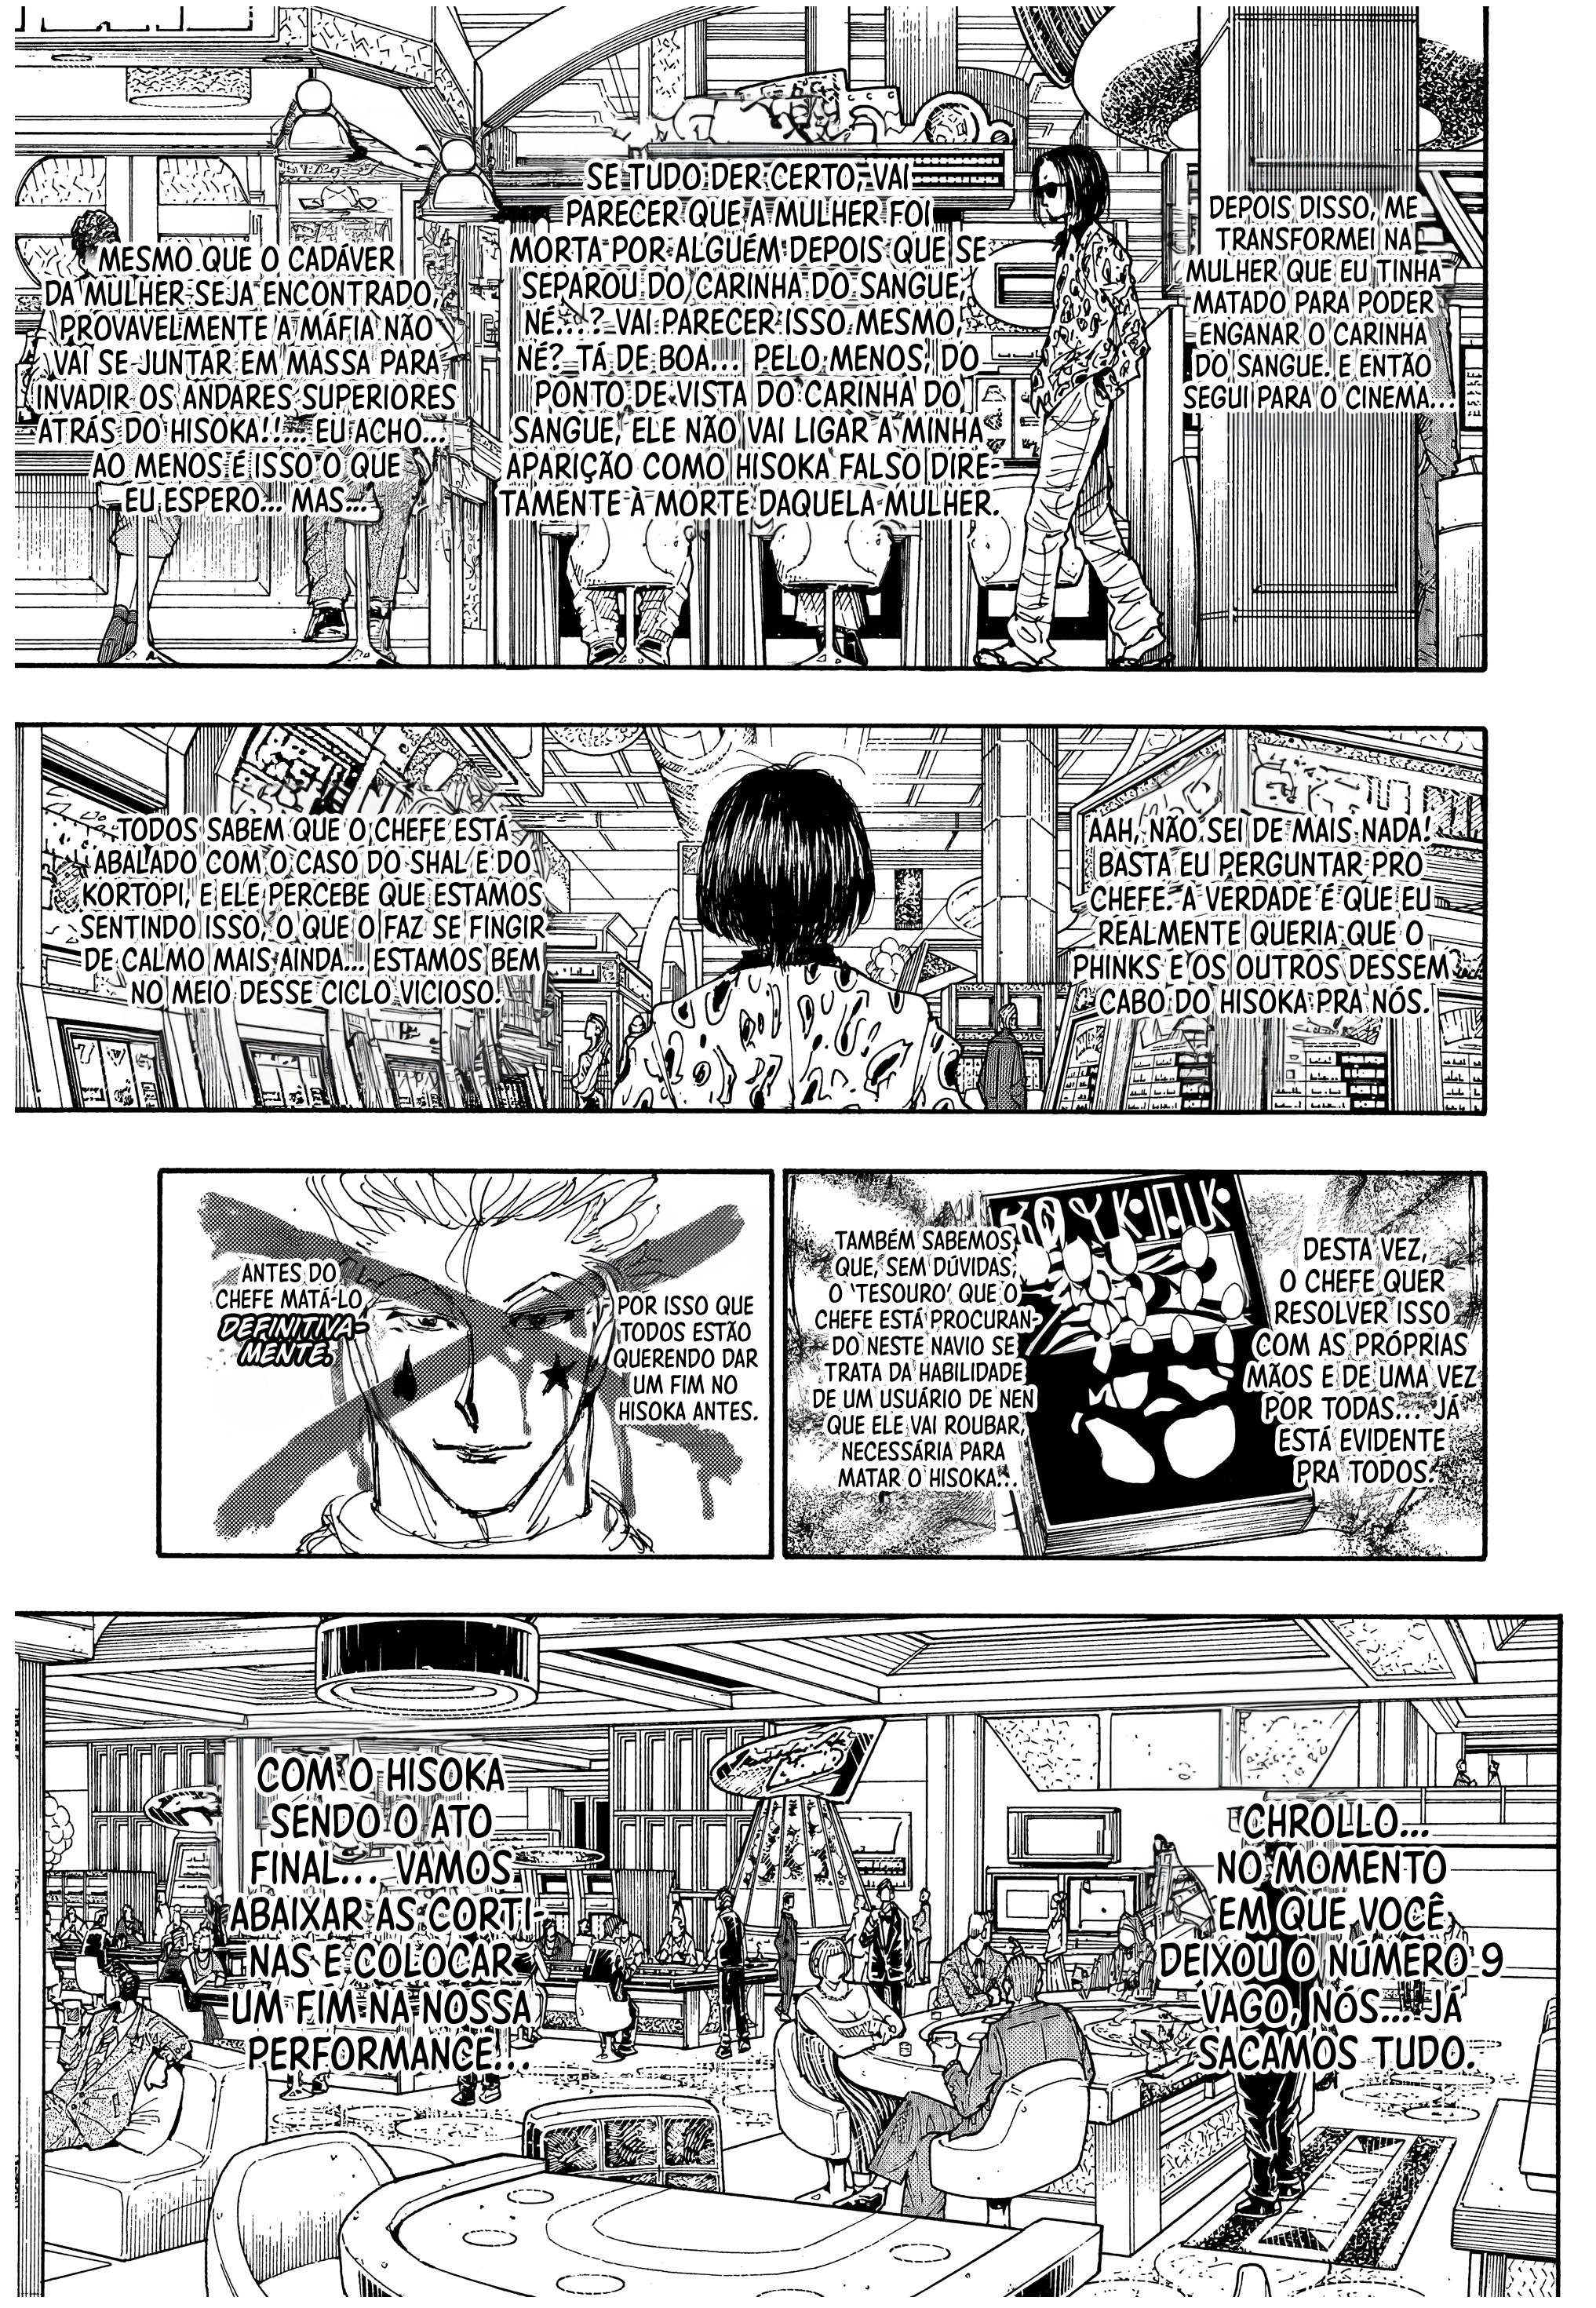 DEPOIS DISSO, ME
TRANSFORMEI NA
MULHER QUE EU TINHA
MATADO PARA PODER
ENGANAR O CARINHA
DO SANGUE. E ENTÃO
SEGUI PARA O CINEMA...
SE TUDO DER CERTO, VAI
PARECER QUE A MULHER FOI
MORTA POR ALGUÉM DEPOIS QUE SE
SEPAROU DO CARINHA DO SANGUE,
NÉ...? VAI PARECER ISSO MESMO,
NÉ? TÁ DE BOA... PELO MENOS, DO
PONTO DE VISTA DO CARINHA DO
SANGUE, ELE NÃO VAI LIGAR A MINHA
APARIÇÃO COMO HISOKA FALSO DIRE-
TAMENTE À MORTE DAQUELA MULHER.
MESMO QUE O CADÁVER
DA MULHER SEJA ENCONTRADO,
PROVAVELMENTE A MÁFIA NÃO
VAI SE JUNTAR EM MASSA PARA
INVADIR OS ANDARES SUPERIORES
ATRÁS DO HISOKA!!... EU ACHO...
AO MENOS É ISSO O QUE
EU ESPERO... MAS...
AAH, NÃO SEI DE MAIS NADA!
BASTA EU PERGUNTAR PRO
CHEFE. A VERDADE É QUE EU
REALMENTE QUERIA QUE O
PHINKS E OS OUTROS DESSEM
CABO DO HISOKA PRA NÓS.
TODOS SABEM QUE O CHEFE ESTÁ
ABALADO COM O CASO DO SHAL E DO
KORTOPI, E ELE PERCEBE QUE ESTAMOS
SENTINDO ISSO, O QUE O FAZ SE FINGIR
DE CALMO MAIS AINDA... ESTAMOS BEM
NO MEIO DESSE CICLO VICIOSO.
DESTA VEZ,
O CHEFE QUER
RESOLVER ISSO
COM AS PRÓPRIAS
MÃOS E DE UMA VEZ
POR TODAS... JÁ
ESTÁ EVIDENTE
PRA TODOS.
TAMBÉM SABEMOS
QUE, SEM DÚVIDAS,
O 'TESOURO' QUE O
CHEFE ESTÁ PROCURAN-
DO NESTE NAVIO SE
TRATA DA HABILIDADE
DE UM USUÁRIO DE NEN
QUE ELE VAI ROUBAR,
NECESSÁRIA PARA
MATAR O HISOKA...
POR ISSO QUE
TODOS ESTÃO
QUERENDO DAR
UM FIM NO
HISOKA ANTES.
ANTES DO
CHEFE MATÁ-LO
DEFINITIVA-
MENTE.
CHROLLO...
NO MOMENTO
EM QUE VOCÊ
DEIXOU O NÚMERO 9
VAGO, NÓS... JÁ
SACAMOS TUDO.
COM O HISOKA
SENDO O ATO
FINAL... VAMOS
ABAIXAR AS CORTI-
NAS E COLOCAR
UM FIM NA NOSSA
PERFORMANCE...